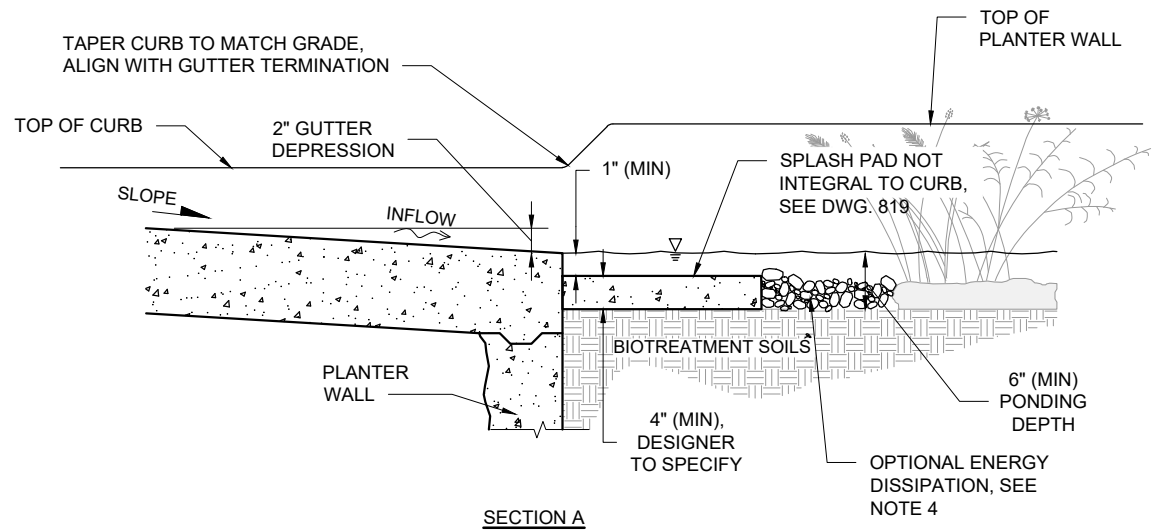 TOP OF
PLANTER WALL
TAPER CURB TO MATCH GRADE,
ALIGN WITH GUTTER TERMINATION
TOP OF CURB
2" GUTTER
DEPRESSION
1" (MIN)
SPLASH PAD NOT
INTEGRAL TO CURB,
SEE DWG. 819
SLOPE
INFLOW
BIOTREATMENT SOILS
PLANTER
WALL
4" (MIN),
DESIGNER
TO SPECIFY
6" (MIN)
PONDING
DEPTH
OPTIONAL ENERGY
DISSIPATION, SEE
NOTE 4
SECTION A